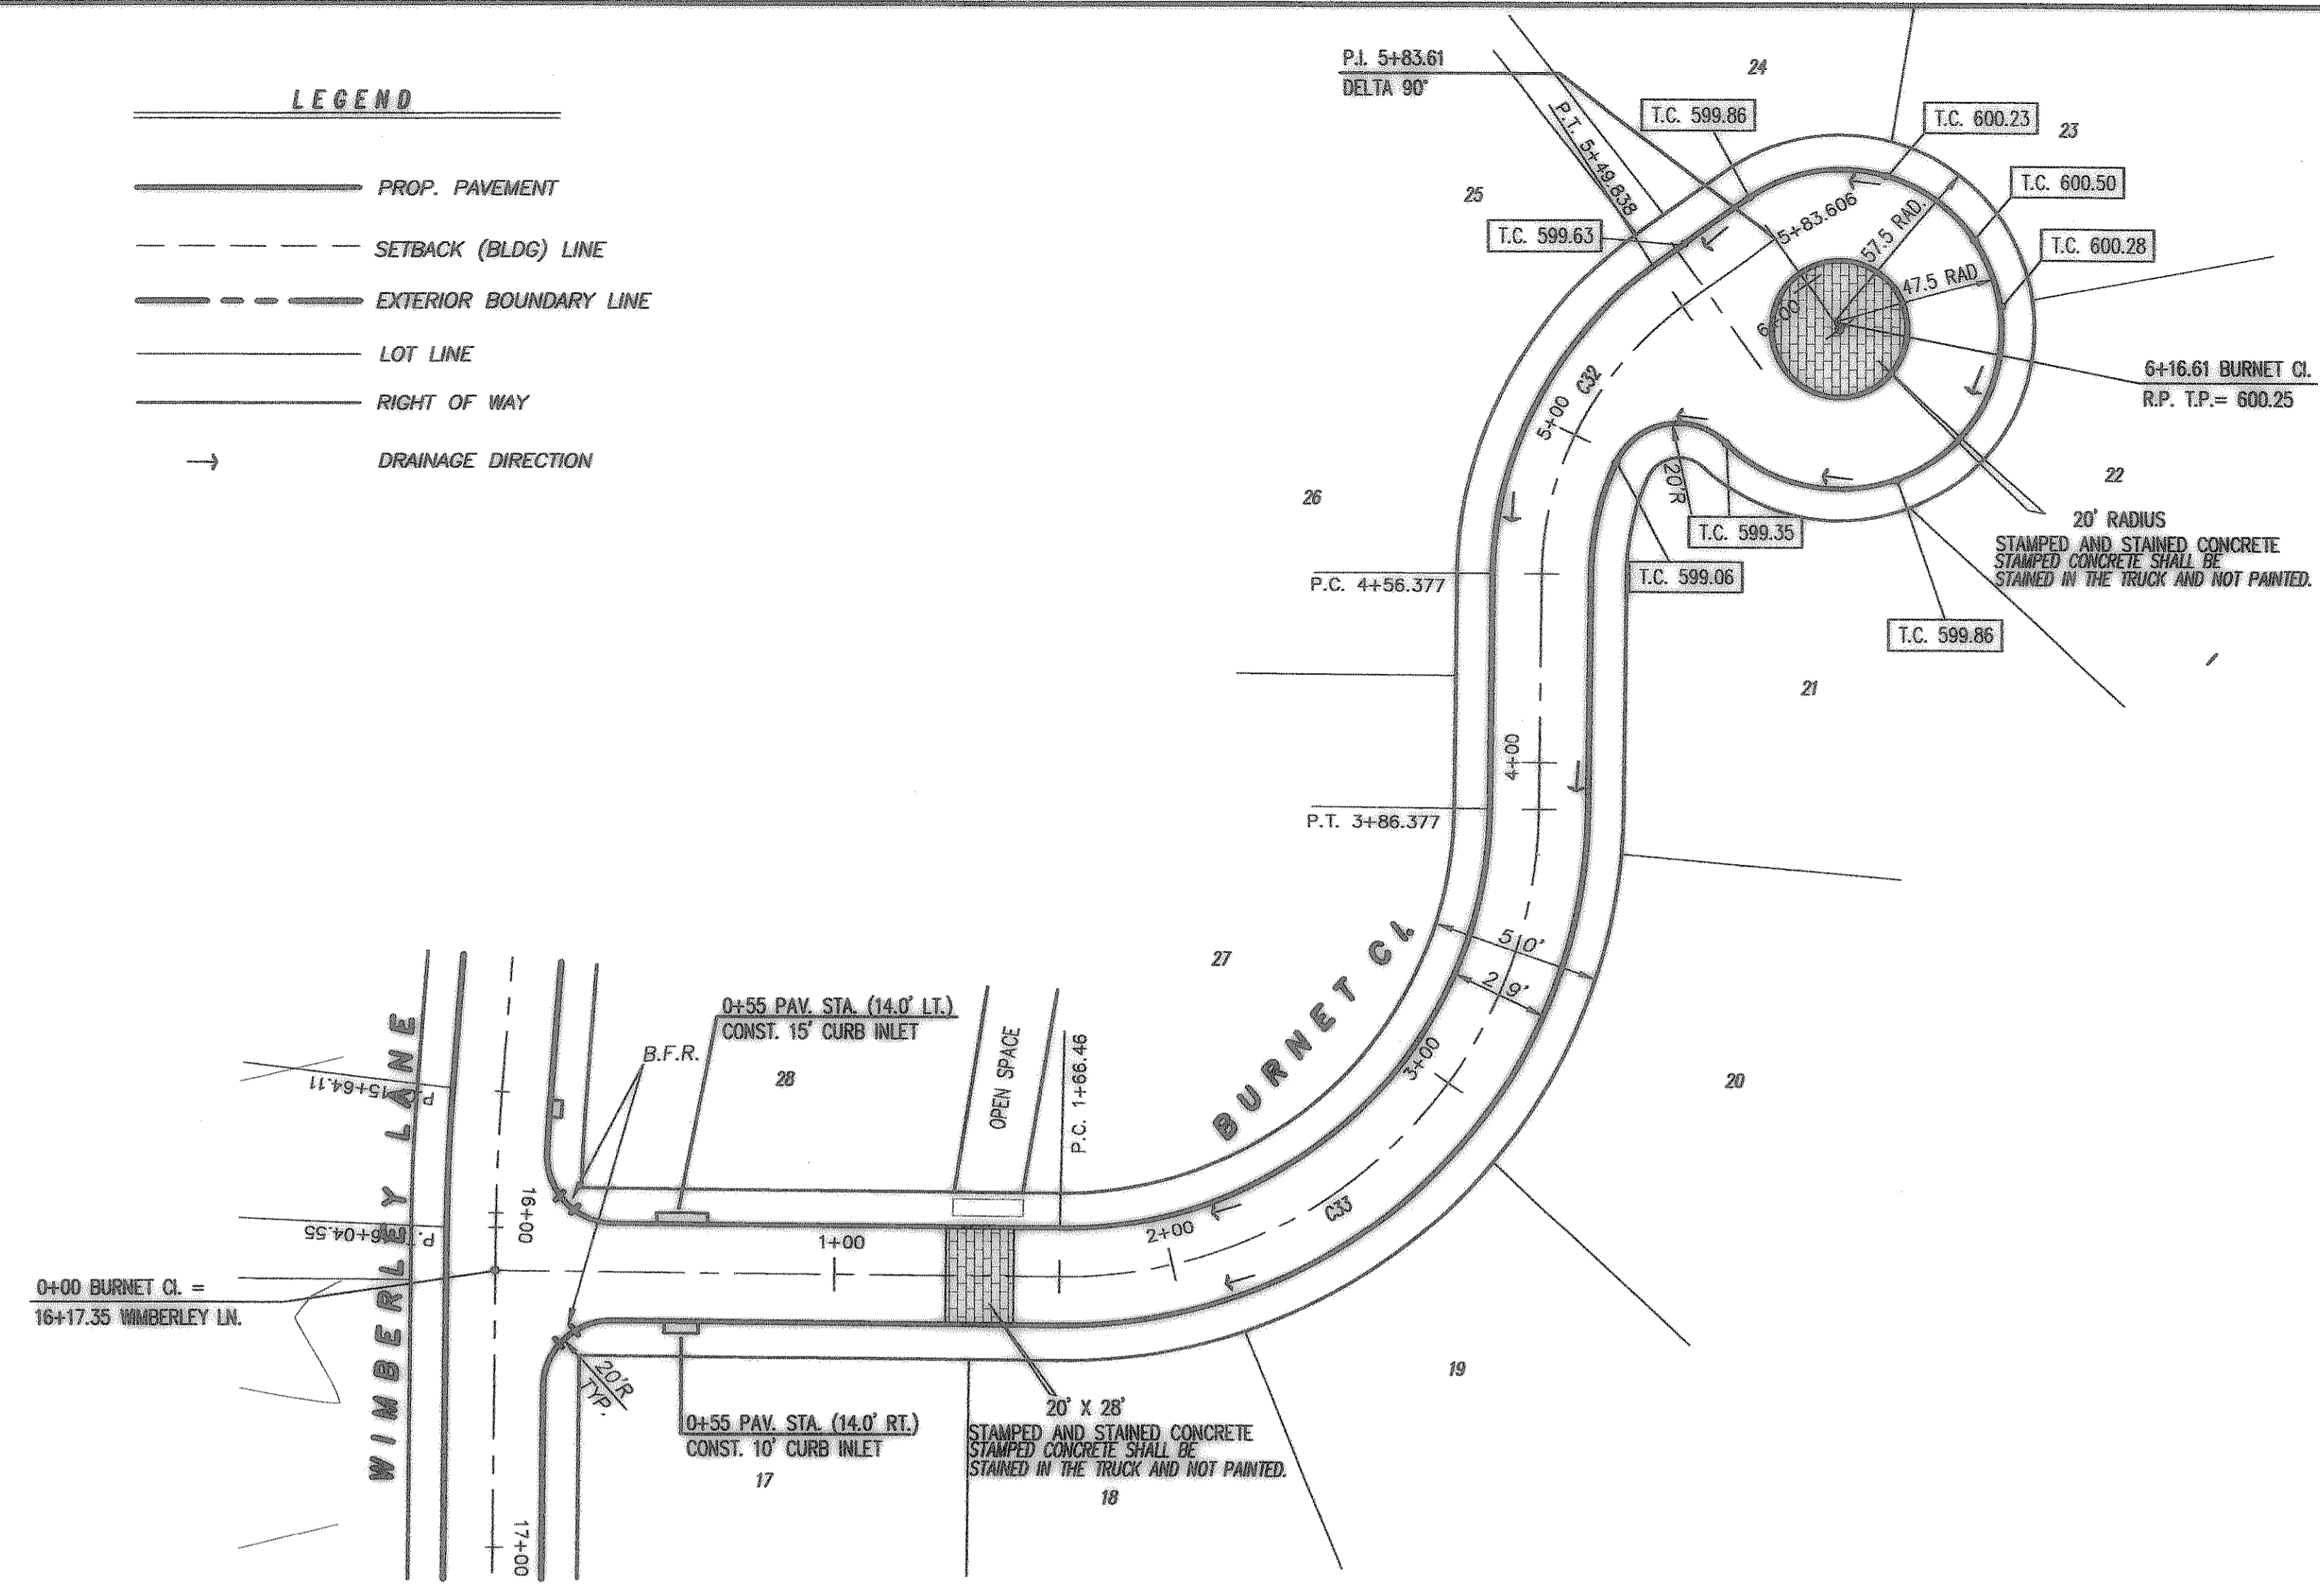 LEGEND
PROP. PAVEMENT
SETBACK (BLDG) LINE
EXTERIOR BOUNDARY LINE
LOT LINE
RIGHT OF WAY
DRAINAGE DIRECTION
P.I. 5+83.61
DELTA 90°
P.T. 5+49.838
24
T.C. 599.86
T.C. 600.23
23
T.C. 600.50
25
T.C. 599.63
5+83.606
57.5 RAD.
T.C. 600.28
47.5 RAD
6+00
6+16.61 BURNET CI.
R.P. T.P.= 600.25
C32
5+00
20'R
22
26
T.C. 599.35
20' RADIUS
STAMPED AND STAINED CONCRETE
STAMPED CONCRETE SHALL BE
STAINED IN THE TRUCK AND NOT PAINTED.
P.C. 4+56.377
T.C. 599.06
T.C. 599.86
21
4+00
P.T. 3+86.377
BURNET CI.
27
50'
29'
3+00
20
0+55 PAV. STA. (14.0' LT.)
CONST. 15' CURB INLET
B.F.R.
28
OPEN SPACE
P.C. 1+66.46
WIMBERLEY LANE
P. 15+64.11
16+00
P.T. 16+04.55
1+00
2+00
C33
0+00 BURNET CI. =
16+17.35 WIMBERLEY LN.
20'R
TYP.
19
0+55 PAV. STA. (14.0' RT.)
CONST. 10' CURB INLET
17
20' X 28'
STAMPED AND STAINED CONCRETE
STAMPED CONCRETE SHALL BE
STAINED IN THE TRUCK AND NOT PAINTED.
18
17+00